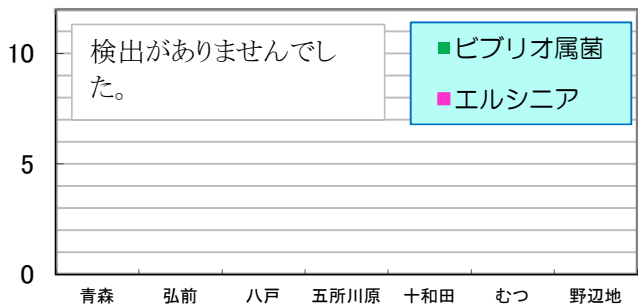 10
検出がありませんでし
た。
ビブリオ属菌
エルシニア
5
0
青森 弘前 八戸 五所川原 十和田 むつ 野辺地